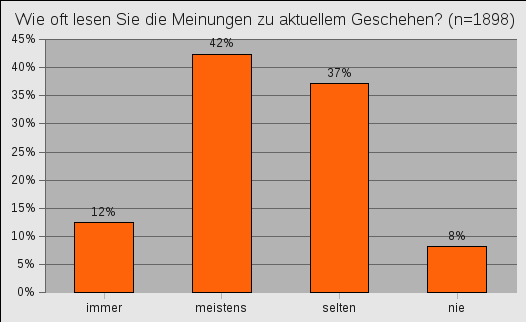 Wie oft lesen Sie die Meinungen zu aktuellem Geschehen? (n=1898)
45%
40%
35%
30%
25%
20%
15%
10%
5%
0%
12%
42%
37%
8%
immer
meistens
selten
nie